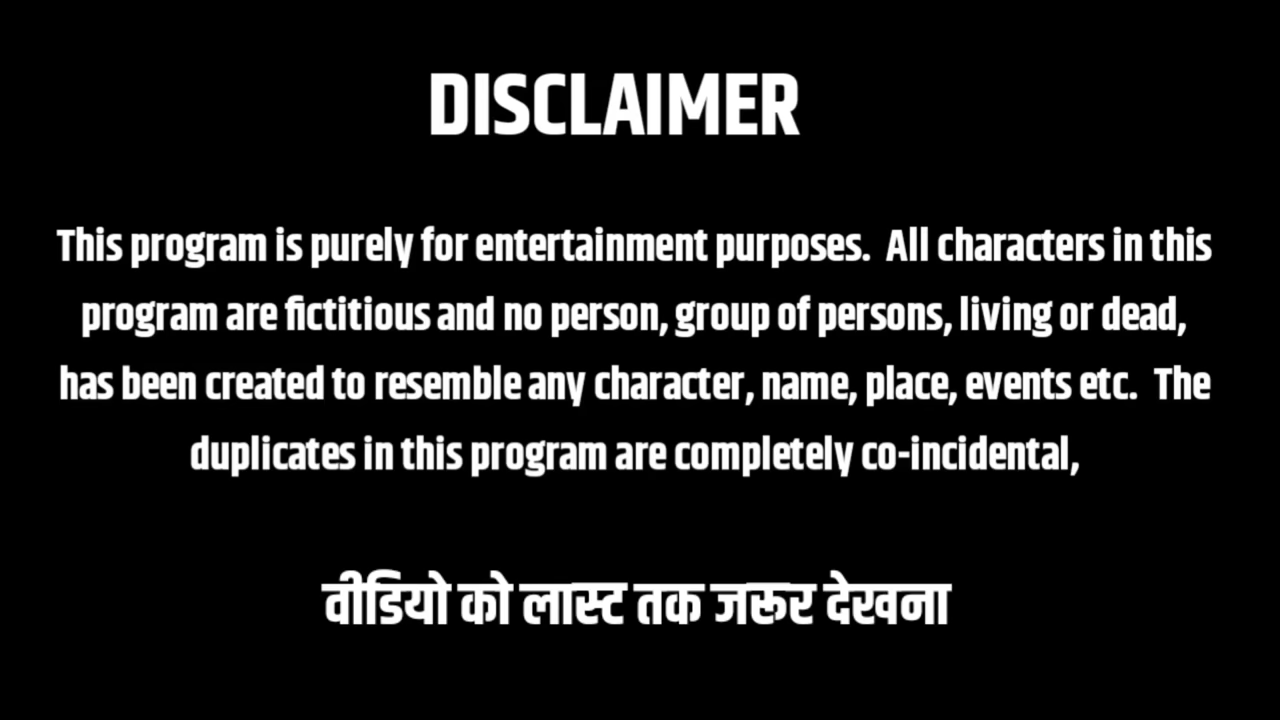 DISCLAIMER
This program is purely for entertainment purposes. All characters in this
program are fictitious and no person, group of persons, living or dead,
has been created to resemble any character, name, place, events etc. The
duplicates in this program are completely co-incidental,
वीडियो को लास्ट तक जरूर देखना